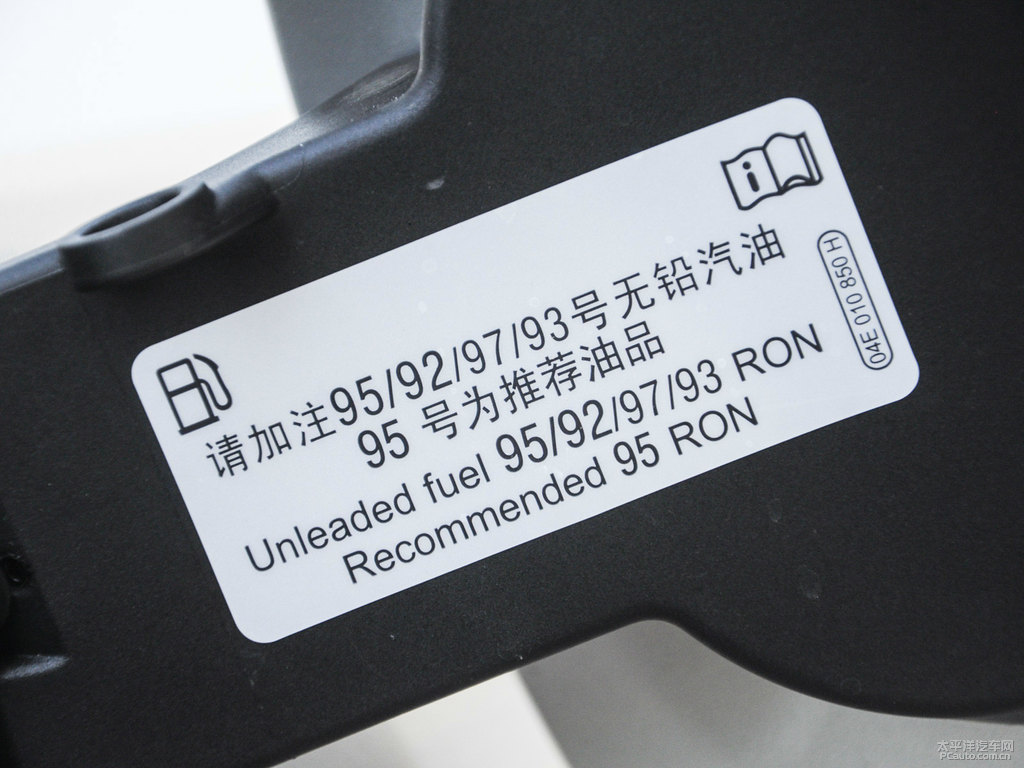 请加注95/92/97/93号无铅汽油
95 号为推荐油品
Unleaded fuel 95/92/97/93 RON
Recommended 95 RON
04E 010 850 H
太平洋汽车网
PCauto.com.cn